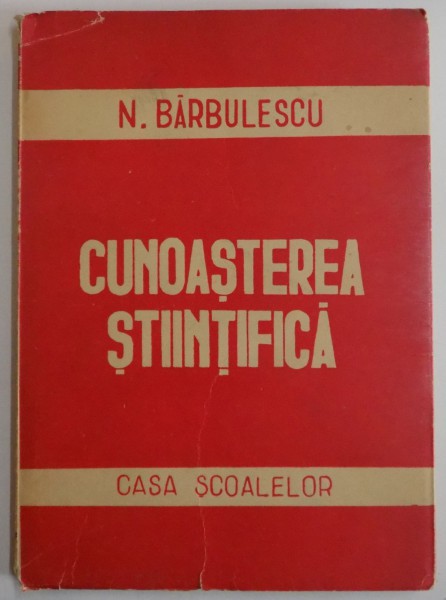 N. BĂRBULESCU
CUNOAȘTEREA
ȘTIINȚIFICĂ
CASA ȘCOALELOR